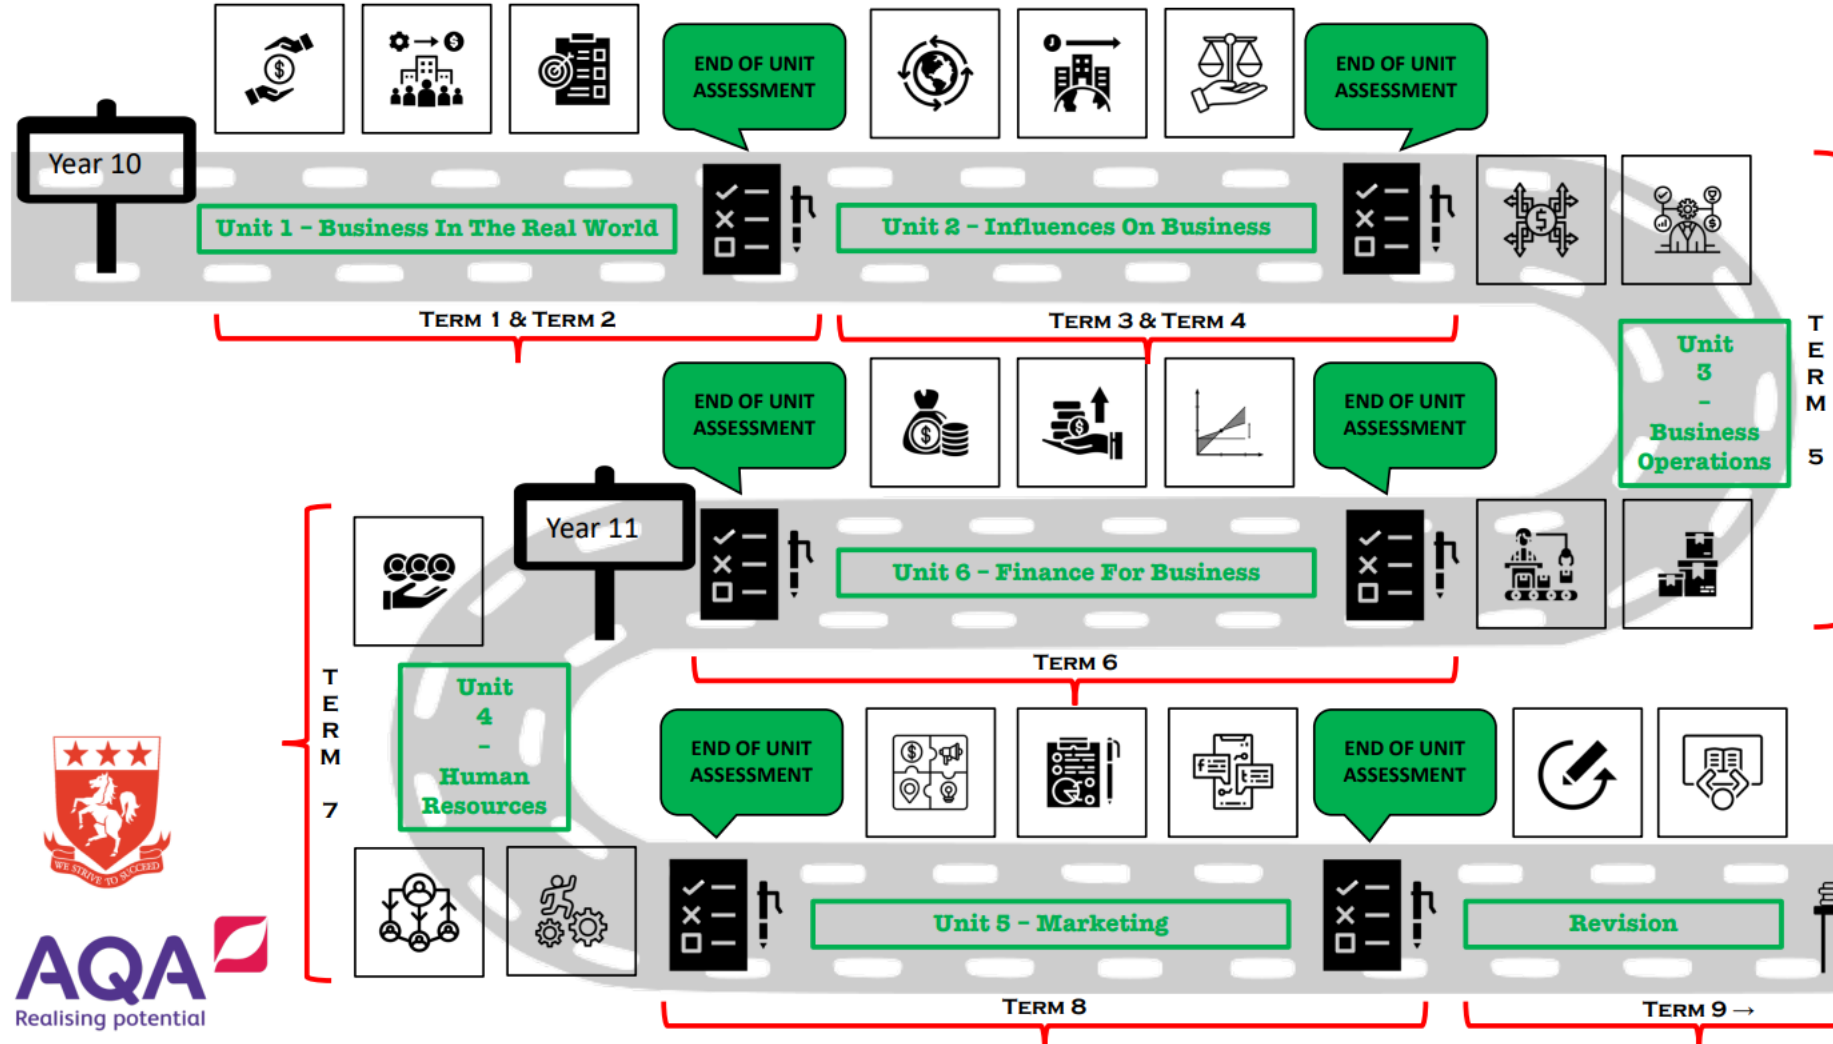 Year 10
END OF UNIT
ASSESSMENT
END OF UNIT
ASSESSMENT
Unit 1 – Business In The Real World
Unit 2 – Influences On Business
TERM 1 & TERM 2
TERM 3 & TERM 4
Unit
3
–
Business
Operations
T
E
R
M
5
END OF UNIT
ASSESSMENT
END OF UNIT
ASSESSMENT
Year 11
Unit 6 – Finance For Business
TERM 6
T
E
R
M
7
Unit
4
–
Human
Resources
END OF UNIT
ASSESSMENT
END OF UNIT
ASSESSMENT
Unit 5 – Marketing
Revision
TERM 8
TERM 9 →
WE STRIVE TO SUCCEED
AQA
Realising potential